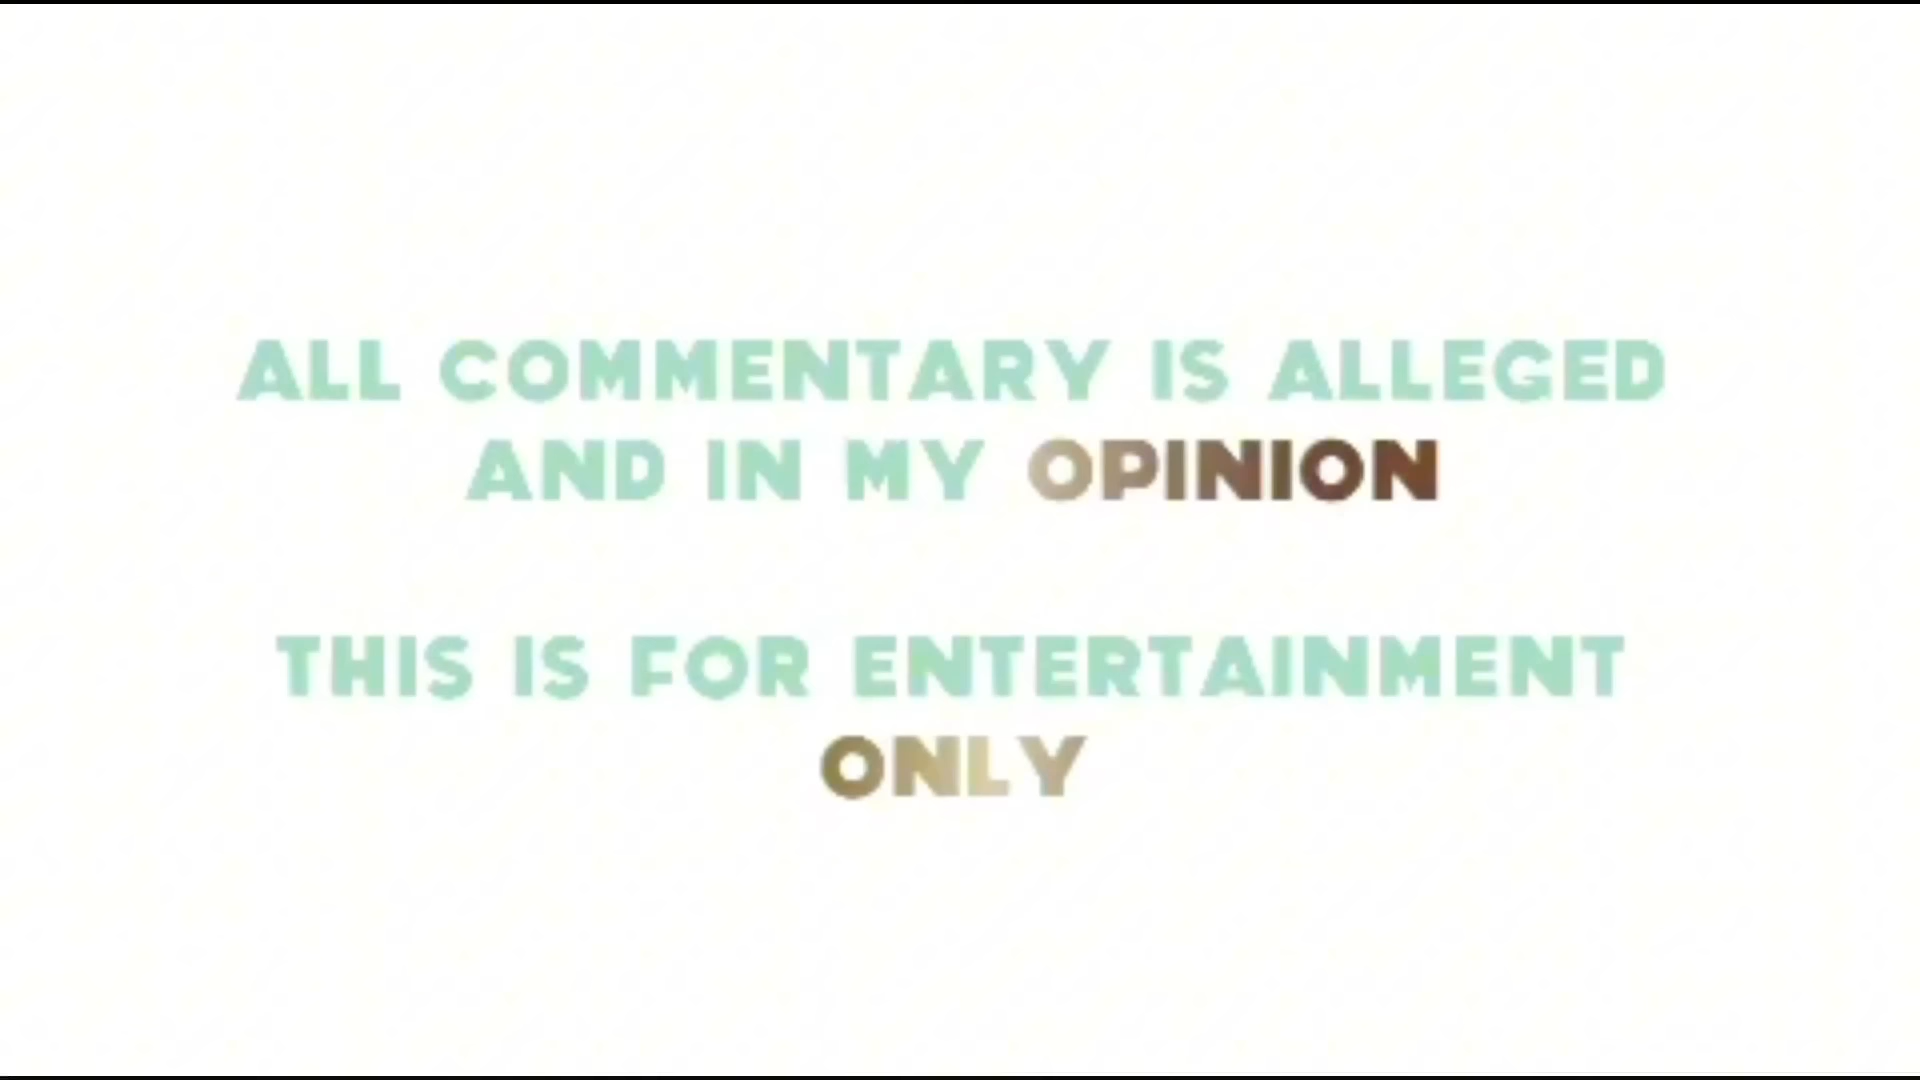 ALL COMMENTARY IS ALLEGED
AND IN MY OPINION
THIS IS FOR ENTERTAINMENT
ONLY